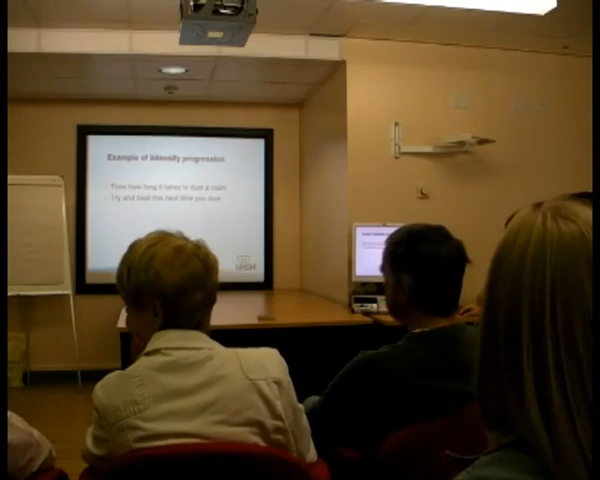 Example of Intensity progression
- Time how long it takes to dust a room
- Try and beat this next time you dust
UHSM